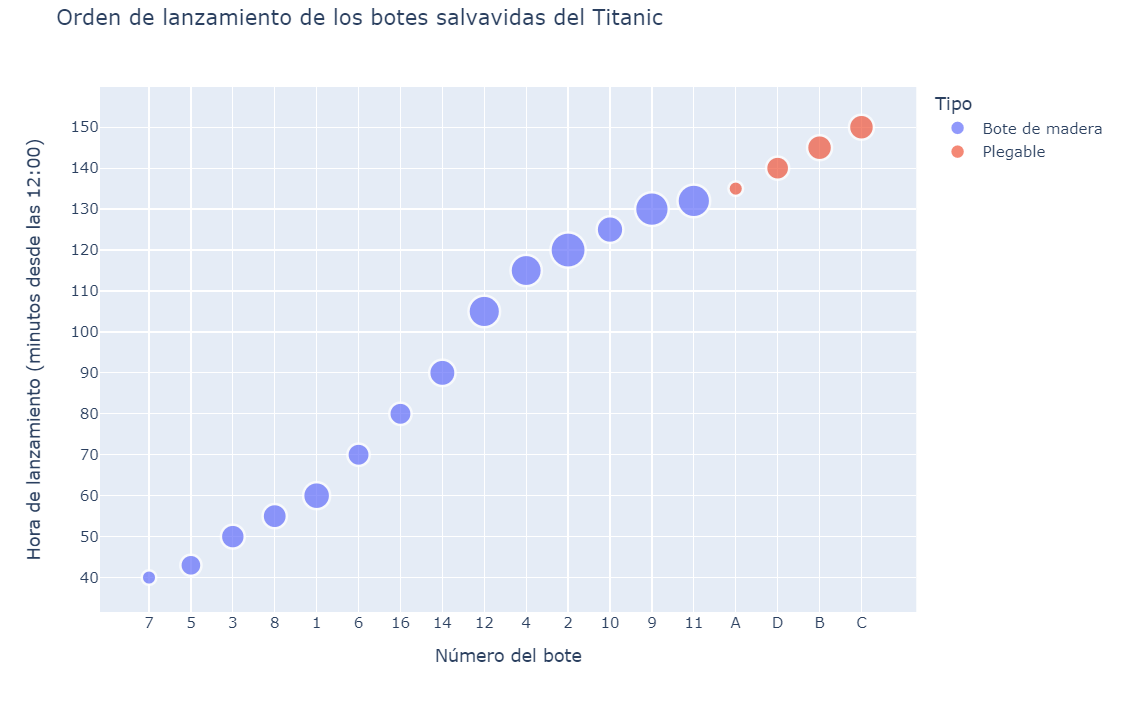 Orden de lanzamiento de los botes salvavidas del Titanic
Hora de lanzamiento (minutos desde las 12:00)
150
140
130
120
110
100
90
80
70
60
50
40
7 5 3 8 1 6 16 14 12 4 2 10 9 11 A D B C
Número del bote
Tipo
Bote de madera
Plegable